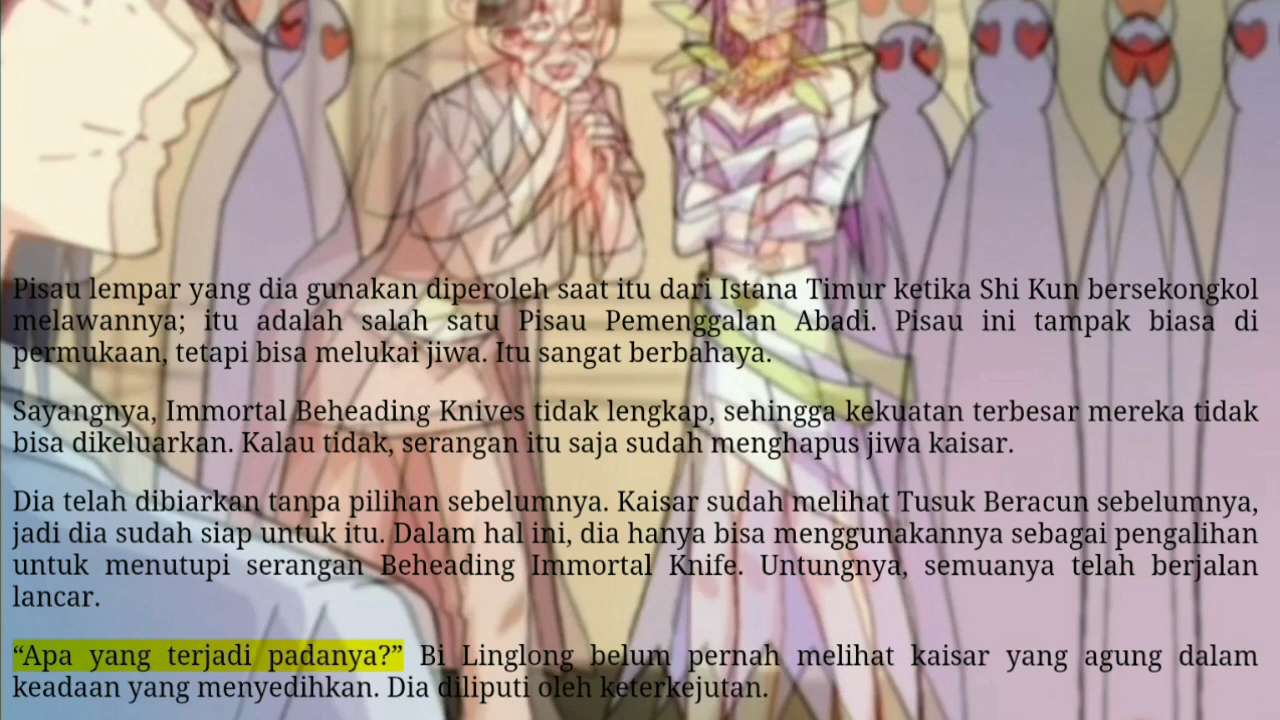 Pisau lempar yang dia gunakan diperoleh saat itu dari Istana Timur ketika Shi Kun bersekongkol
melawannya; itu adalah salah satu Pisau Pemenggalan Abadi. Pisau ini tampak biasa di
permukaan, tetapi bisa melukai jiwa. Itu sangat berbahaya.
Sayangnya, Immortal Beheading Knives tidak lengkap, sehingga kekuatan terbesar mereka tidak
bisa dikeluarkan. Kalau tidak, serangan itu saja sudah menghapus jiwa kaisar.
Dia telah dibiarkan tanpa pilihan sebelumnya. Kaisar sudah melihat Tusuk Beracun sebelumnya,
jadi dia sudah siap untuk itu. Dalam hal ini, dia hanya bisa menggunakannya sebagai pengalihan
untuk menutupi serangan Beheading Immortal Knife. Untungnya, semuanya telah berjalan
lancar.
“Apa yang terjadi padanya?” Bi Linglong belum pernah melihat kaisar yang agung dalam
keadaan yang menyedihkan. Dia diliputi oleh keterkejutan.